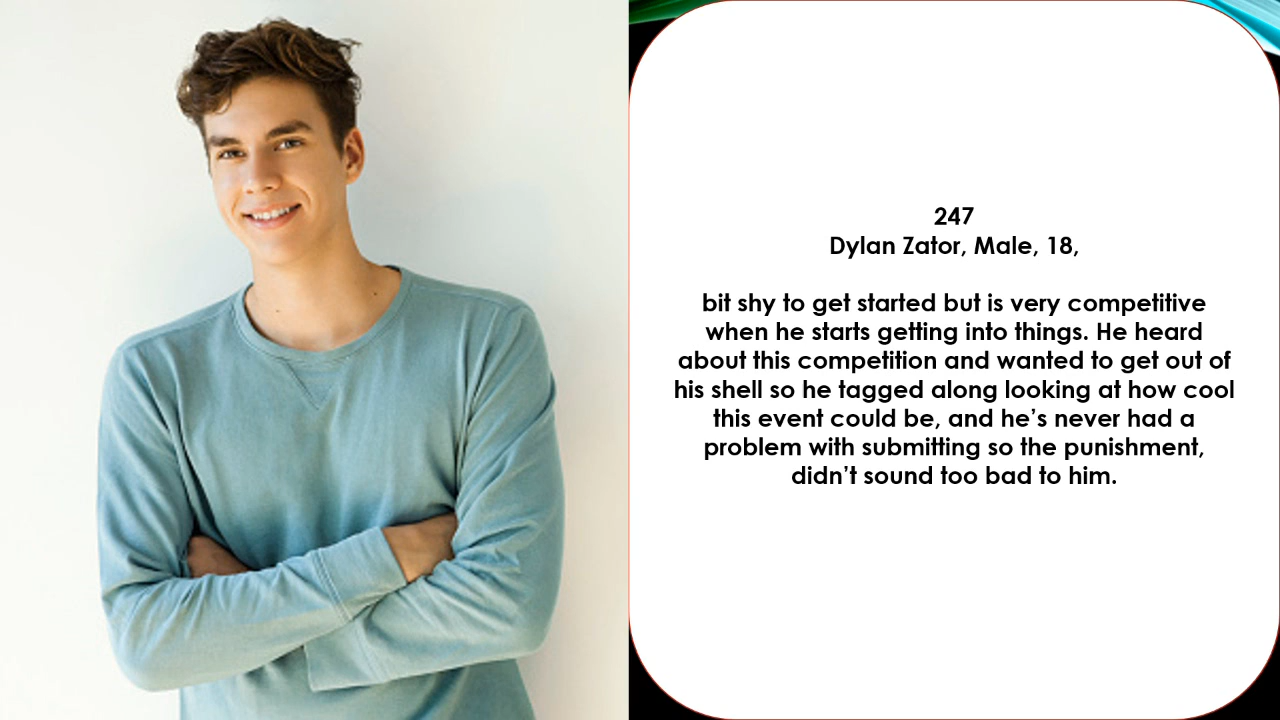 247
Dylan Zator, Male, 18,
bit shy to get started but is very competitive
when he starts getting into things. He heard
about this competition and wanted to get out of
his shell so he tagged along looking at how cool
this event could be, and he’s never had a
problem with submitting so the punishment,
didn’t sound too bad to him.